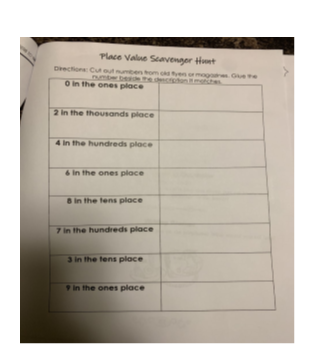 Place Value Scavenger Hunt
Directions: Cut out numbers from old flyers or magazines. Glue the
number beside the description it matches.
0 in the ones place
2 in the thousands place
4 in the hundreds place
6 in the ones place
8 in the tens place
7 in the hundreds place
3 in the tens place
9 in the ones place